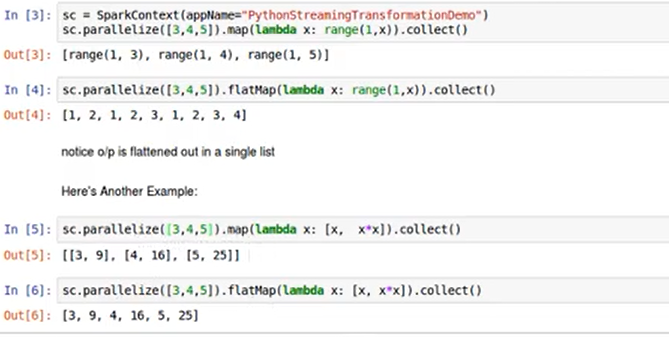 In [3]: sc = SparkContext(appName="PythonStreamingTransformationDemo")
sc.parallelize([3,4,5]).map(lambda x: range(1,x)).collect()
Out[3]: [range(1, 3), range(1, 4), range(1, 5)]
In [4]: sc.parallelize([3,4,5]).flatMap(lambda x: range(1,x)).collect()
Out[4]: [1, 2, 1, 2, 3, 1, 2, 3, 4]
notice o/p is flattened out in a single list
Here's Another Example:
In [5]: sc.parallelize([3,4,5]).map(lambda x: [x,  x*x]).collect()
Out[5]: [[3, 9], [4, 16], [5, 25]]
In [6]: sc.parallelize([3,4,5]).flatMap(lambda x: [x, x*x]).collect()
Out[6]: [3, 9, 4, 16, 5, 25]